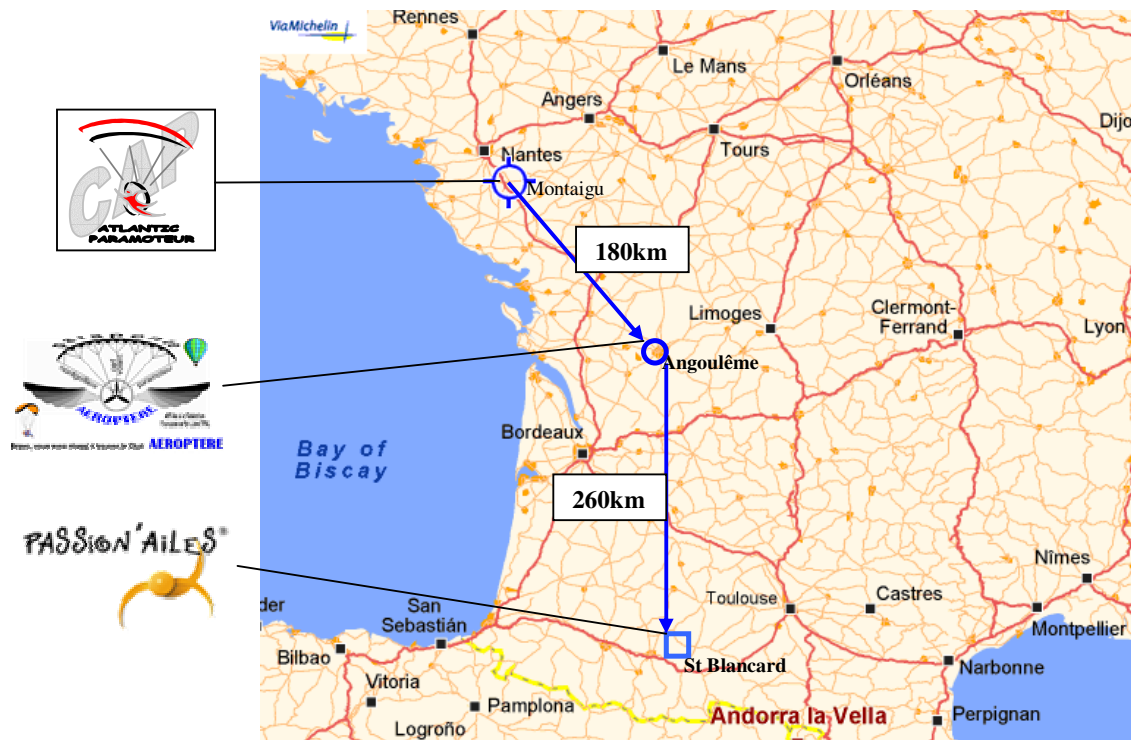 ViaMichelin
Rennes
Le Mans
Orléans
Angers
Dijo
Tours
Nantes
Montaigu
CAP
ATLANTIC
PARAMOTEUR
180km
Limoges
Clermont-
Ferrand
Lyon
Angoulême
AEROPTERE
AEROPTERE
Bordeaux
Bay of
Biscay
260km
PASSION'AILES®
Nîmes
Toulouse
Castres
Montpellier
der
San
Sebastián
Bilbao
St Blancard
Narbonne
Vitoria
Pamplona
Andorra la Vella
Perpignan
Logroño